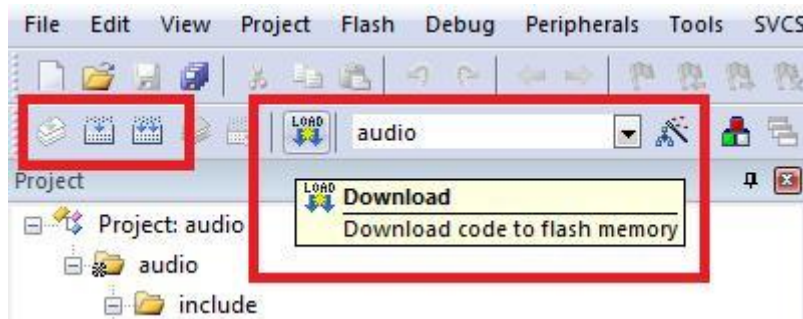 File Edit View Project Flash Debug Peripherals Tools SVCS
LOAD audio
Project
LOAD Download
Download code to flash memory
Project: audio
audio
include